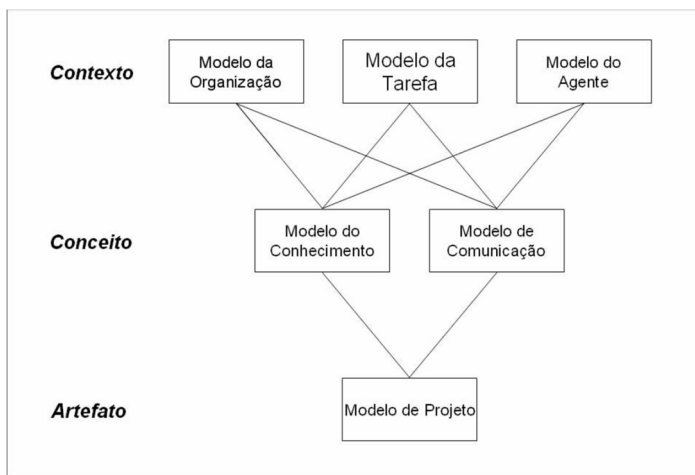 Contexto
Modelo da
Organização
Modelo da
Tarefa
Modelo do
Agente
Conceito
Modelo do
Conhecimento
Modelo de
Comunicação
Artefato
Modelo de Projeto